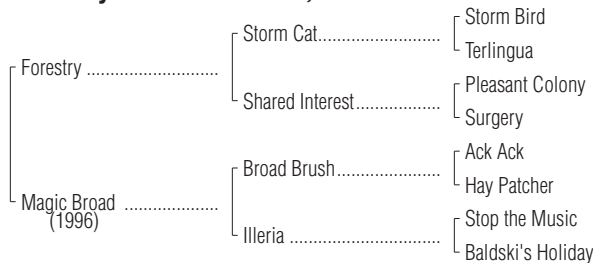 Storm Bird
Storm Cat
Terlingua
Forestry
Pleasant Colony
Shared Interest
Surgery
Ack Ack
Broad Brush
Hay Patcher
Magic Broad
(1996)
Stop the Music
Illeria
Baldski's Holiday